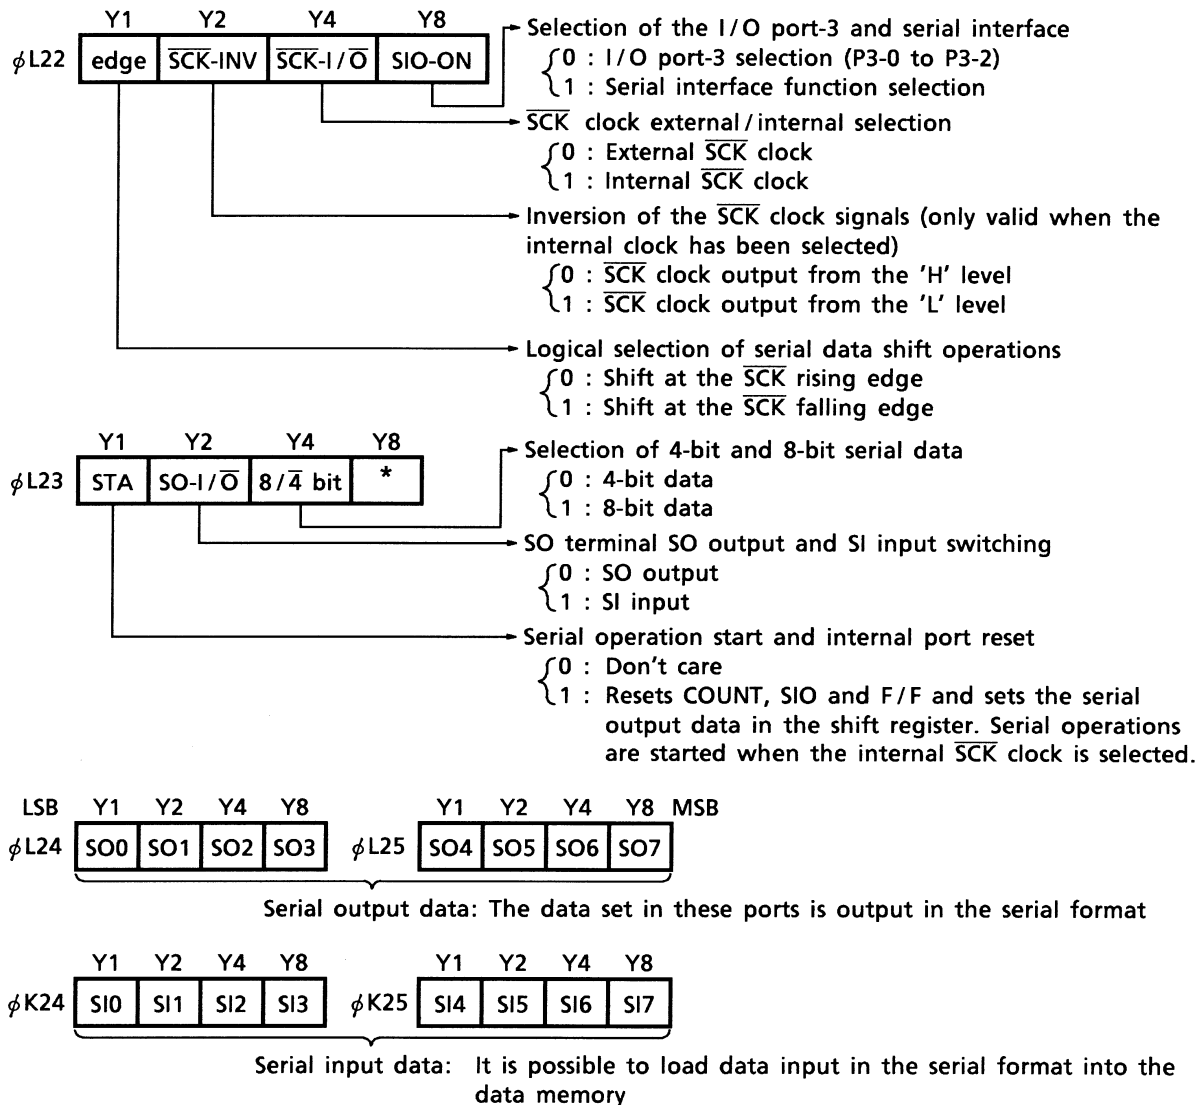 Y1 Y2 Y4 Y8
Selection of the I/O port-3 and serial interface
φL22 edge S̅C̅K̅-INV S̅C̅K̅-I/O̅ SIO-ON
0 : I/O port-3 selection (P3-0 to P3-2)
1 : Serial interface function selection
S̅C̅K̅ clock external/internal selection
0 : External S̅C̅K̅ clock
1 : Internal S̅C̅K̅ clock
Inversion of the S̅C̅K̅ clock signals (only valid when the
internal clock has been selected)
0 : S̅C̅K̅ clock output from the 'H' level
1 : S̅C̅K̅ clock output from the 'L' level
Logical selection of serial data shift operations
0 : Shift at the S̅C̅K̅ rising edge
1 : Shift at the S̅C̅K̅ falling edge
Y1 Y2 Y4 Y8
Selection of 4-bit and 8-bit serial data
φL23 STA SO-I/O̅ 8/4̅ bit *
0 : 4-bit data
1 : 8-bit data
SO terminal SO output and SI input switching
0 : SO output
1 : SI input
Serial operation start and internal port reset
0 : Don't care
1 : Resets COUNT, SIO and F/F and sets the serial
output data in the shift register. Serial operations
are started when the internal S̅C̅K̅ clock is selected.
LSB Y1 Y2 Y4 Y8 Y1 Y2 Y4 Y8 MSB
φL24 SO0 SO1 SO2 SO3 φL25 SO4 SO5 SO6 SO7
Serial output data: The data set in these ports is output in the serial format
Y1 Y2 Y4 Y8 Y1 Y2 Y4 Y8
φK24 SI0 SI1 SI2 SI3 φK25 SI4 SI5 SI6 SI7
Serial input data: It is possible to load data input in the serial format into the
data memory